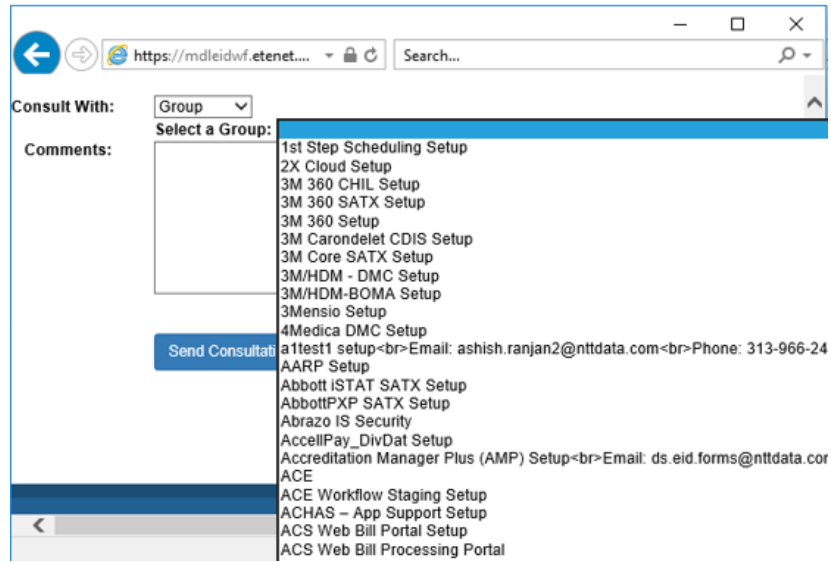 https://mdleidwf.etenet....
Search...
Consult With:
Group
Select a Group:
Comments:
1st Step Scheduling Setup
2X Cloud Setup
3M 360 CHIL Setup
3M 360 SATX Setup
3M 360 Setup
3M Carondelet CDIS Setup
3M Core SATX Setup
3M/HDM - DMC Setup
3M/HDM-BOMA Setup
3Mensio Setup
4Medica DMC Setup
Send Consultati
a1test1 setup<br>Email: ashish.ranjan2@nttdata.com<br>Phone: 313-966-24
AARP Setup
Abbott iSTAT SATX Setup
AbbottPXP SATX Setup
Abrazo IS Security
AccellPay_DivDat Setup
Accreditation Manager Plus (AMP) Setup<br>Email: ds.eid.forms@nttdata.cor
ACE
ACE Workflow Staging Setup
ACHAS – App Support Setup
ACS Web Bill Portal Setup
ACS Web Bill Processing Portal